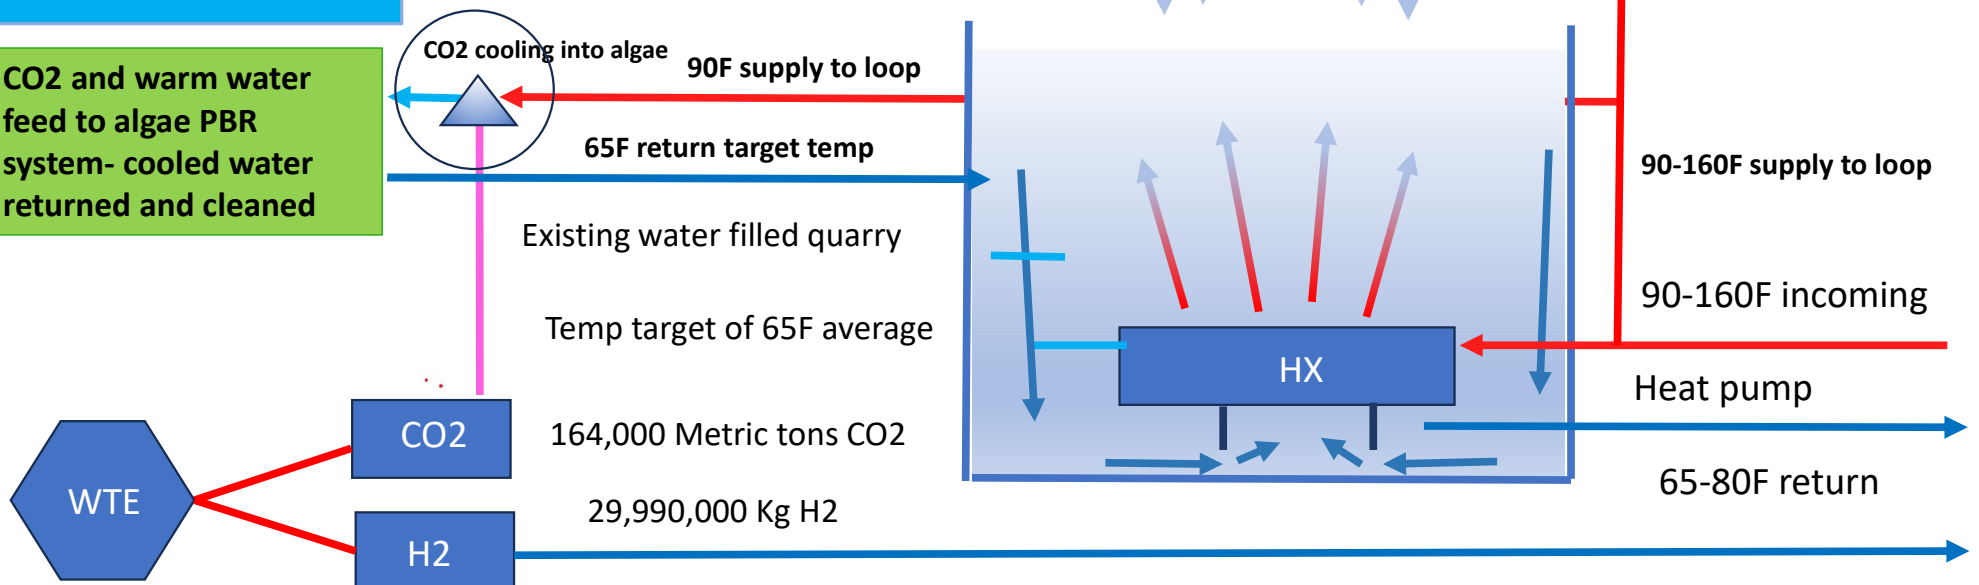 CO2 cooling into algae
90F supply to loop
CO2 and warm water
feed to algae PBR
system- cooled water
returned and cleaned
65F return target temp
90-160F supply to loop
Existing water filled quarry
90-160F incoming
Temp target of 65F average
HX
Heat pump
CO2
164,000 Metric tons CO2
65-80F return
WTE
29,990,000 Kg H2
H2